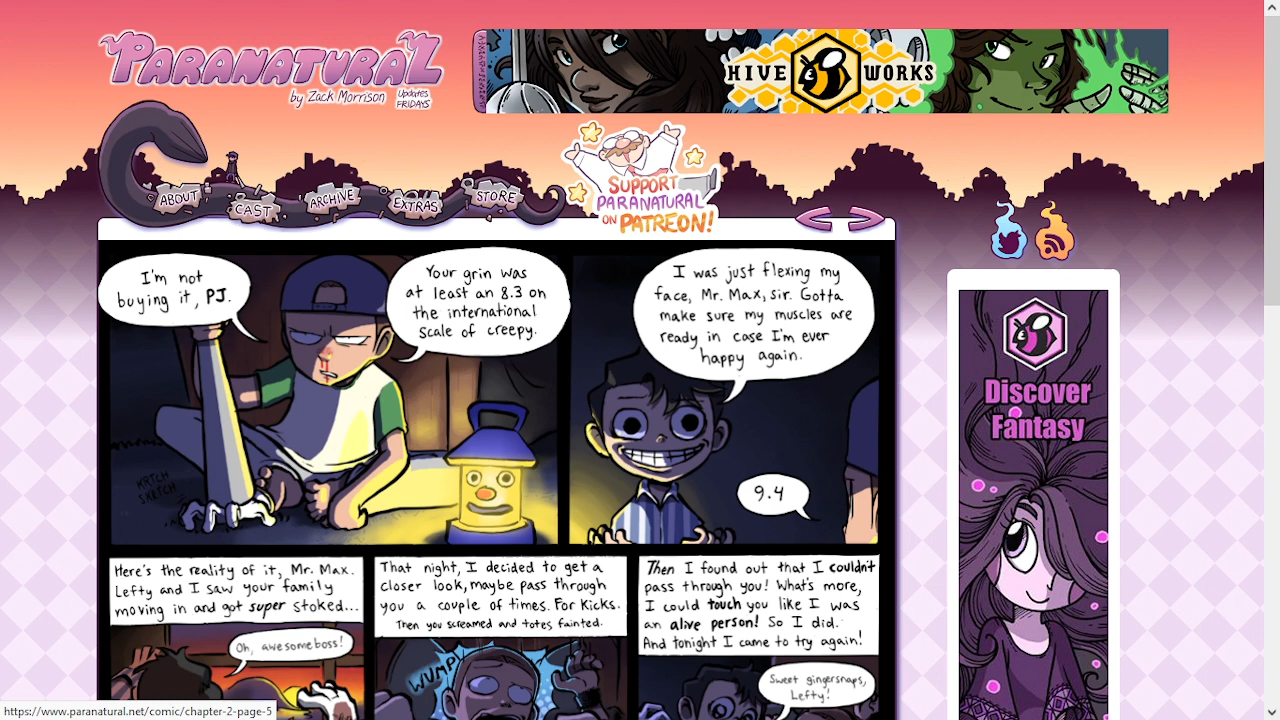 PARANATURAL
by Zack Morrison
Updates
FRIDAYS
HIVE WORKS
ABOUT
CAST
ARCHIVE
EXTRAS
STORE
SUPPORT
PARANATURAL
ON PATREON!
I'm not
buying it, PJ.
Your grin was
at least an 8.3 on
the international
scale of creepy.
I was just flexing my
face, Mr. Max, sir. Gotta
make sure my muscles are
ready in case I'm ever
happy again.
KRTCH
SKETCH
9.4
Here's the reality of it, Mr. Max.
Lefty and I saw your family
moving in and got super stoked...
Oh, awesome boss!
That night, I decided to get a
closer look, maybe pass through
you a couple of times. For kicks.
Then you screamed and totes fainted.
WUMP
Then I found out that I couldn't
pass through you! What's more,
I could touch you like I was
an alive person! So I did.
And tonight I came to try again!
Sweet gingersnaps,
Lefty!
Discover
Fantasy
https://www.paranatural.net/comic/chapter-2-page-5